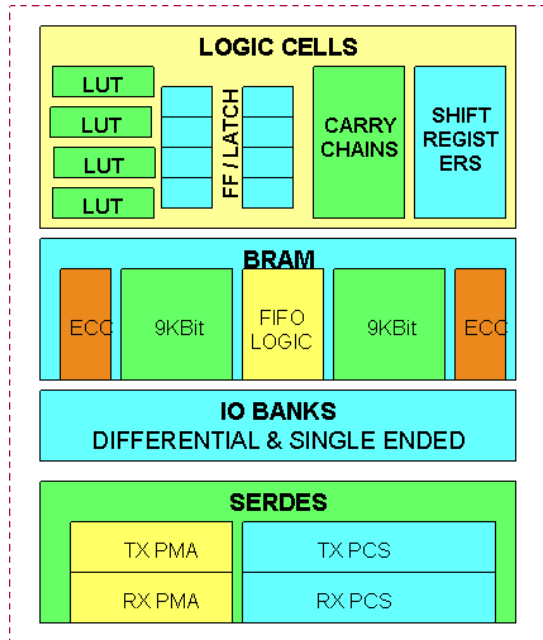 LOGIC CELLS
LUT
LUT
LUT
LUT
FF / LATCH
CARRY
CHAINS
SHIFT
REGIST
ERS
BRAM
ECC
9KBit
FIFO
LOGIC
9KBit
ECC
IO BANKS
DIFFERENTIAL & SINGLE ENDED
SERDES
TX PMA
TX PCS
RX PMA
RX PCS